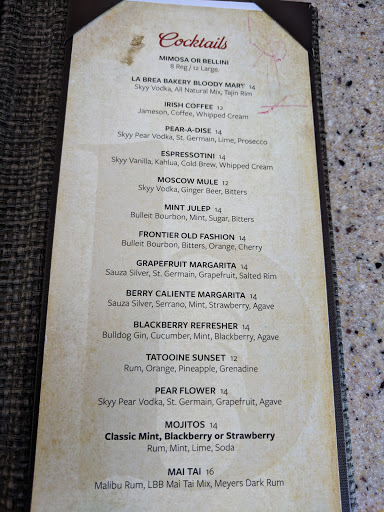 Cocktails
MIMOSA OR BELLINI
8 Reg / 12 Large
LA BREA BAKERY BLOODY MARY 14
Skyy Vodka, All Natural Mix, Tajin Rim
IRISH COFFEE 12
Jameson, Coffee, Whipped Cream
PEAR-A-DISE 14
Skyy Pear Vodka, St. Germain, Lime, Prosecco
ESPRESSOTINI 14
Skyy Vanilla, Kahlua, Cold Brew, Whipped Cream
MOSCOW MULE 12
Skyy Vodka, Ginger Beer, Bitters
MINT JULEP 14
Bulleit Bourbon, Mint, Sugar, Bitters
FRONTIER OLD FASHION 14
Bulleit Bourbon, Bitters, Orange, Cherry
GRAPEFRUIT MARGARITA 14
Sauza Silver, St. Germain, Grapefruit, Salted Rim
BERRY CALIENTE MARGARITA 14
Sauza Silver, Serrano, Mint, Strawberry, Agave
BLACKBERRY REFRESHER 14
Bulldog Gin, Cucumber, Mint, Blackberry, Agave
TATOOINE SUNSET 12
Rum, Orange, Pineapple, Grenadine
PEAR FLOWER 14
Skyy Pear Vodka, St. Germain, Grapefruit, Agave
MOJITOS 14
Classic Mint, Blackberry or Strawberry
Rum, Mint, Lime, Soda
MAI TAI 16
Malibu Rum, LBB Mai Tai Mix, Meyers Dark Rum